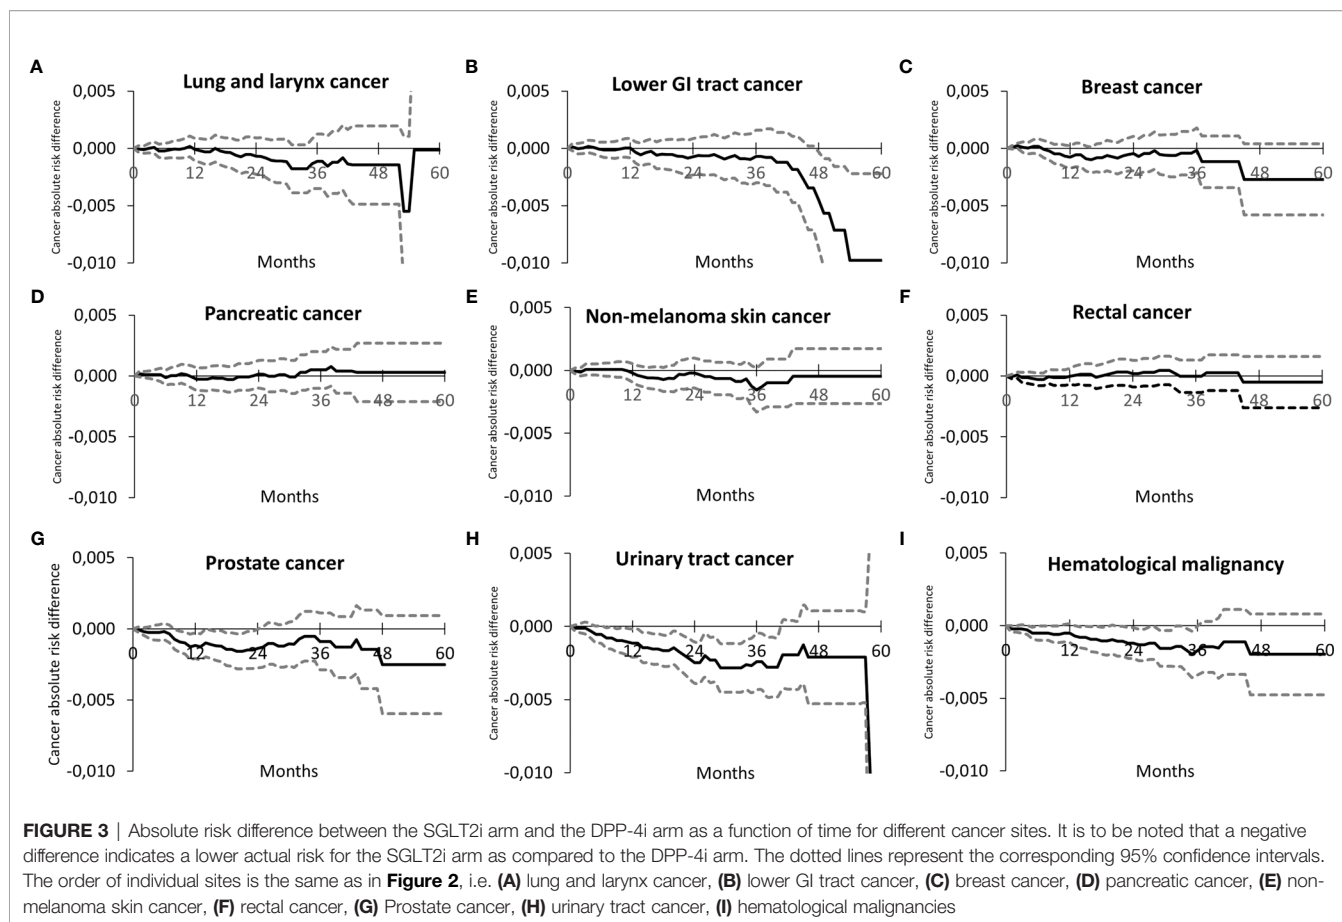 A
Lung and larynx cancer
Cancer absolute risk difference
0,005
0,000
-0,005
-0,010
0 12 24 36 48 60
Months
B
Lower GI tract cancer
Cancer absolute risk difference
0,005
0,000
-0,005
-0,010
0 12 24 36 48 60
Months
C
Breast cancer
Cancer absolute risk difference
0,005
0,000
-0,005
-0,010
0 12 24 36 48 60
Months
D
Pancreatic cancer
Cancer absolute risk difference
0,005
0,000
-0,005
-0,010
0 12 24 36 48 60
Months
E
Non-melanoma skin cancer
Cancer absolute risk difference
0,005
0,000
-0,005
-0,010
0 12 24 36 48 60
Months
F
Rectal cancer
Cancer absolute risk difference
0,005
0,000
-0,005
-0,010
0 12 24 36 48 60
Months
G
Prostate cancer
Cancer absolute risk difference
0,005
0,000
-0,005
-0,010
0 12 24 36 48 60
Months
H
Urinary tract cancer
Cancer absolute risk difference
0,005
0,000
-0,005
-0,010
0 12 24 36 48 60
Months
I
Hematological malignancy
Cancer absolute risk difference
0,005
0,000
-0,005
-0,010
0 12 24 36 48 60
Months
FIGURE 3 | Absolute risk difference between the SGLT2i arm and the DPP-4i arm as a function of time for different cancer sites. It is to be noted that a negative
difference indicates a lower actual risk for the SGLT2i arm as compared to the DPP-4i arm. The dotted lines represent the corresponding 95% confidence intervals.
The order of individual sites is the same as in Figure 2, i.e. (A) lung and larynx cancer, (B) lower GI tract cancer, (C) breast cancer, (D) pancreatic cancer, (E) non-
melanoma skin cancer, (F) rectal cancer, (G) Prostate cancer, (H) urinary tract cancer, (I) hematological malignancies